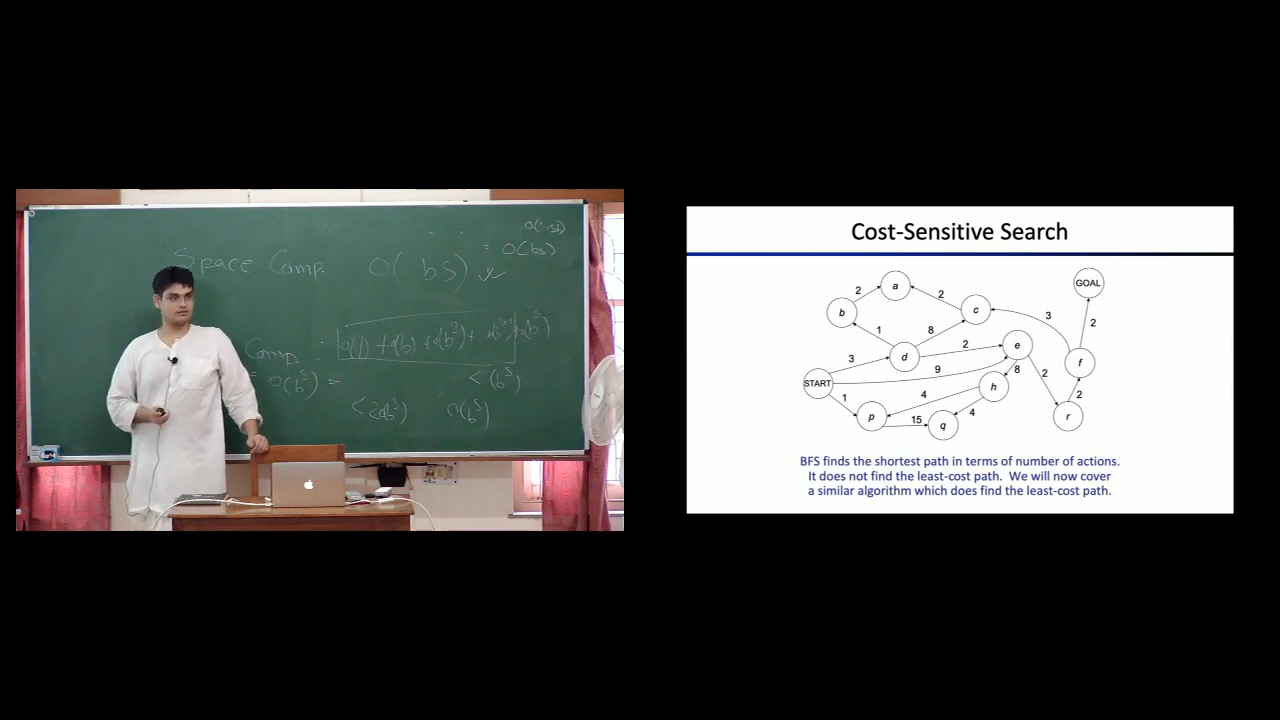 Space Comp. O( bs)
= O(bs)
Comp.
= O(b^s) =
O(1) + O(b) + O(b^2) +
< (b^s)
Cost-Sensitive Search
START
GOAL
a
b
c
d
e
f
h
p
q
r
2
2
1
8
3
2
9
1
15
4
4
8
2
2
3
2
BFS finds the shortest path in terms of number of actions.
It does not find the least-cost path. We will now cover
a similar algorithm which does find the least-cost path.